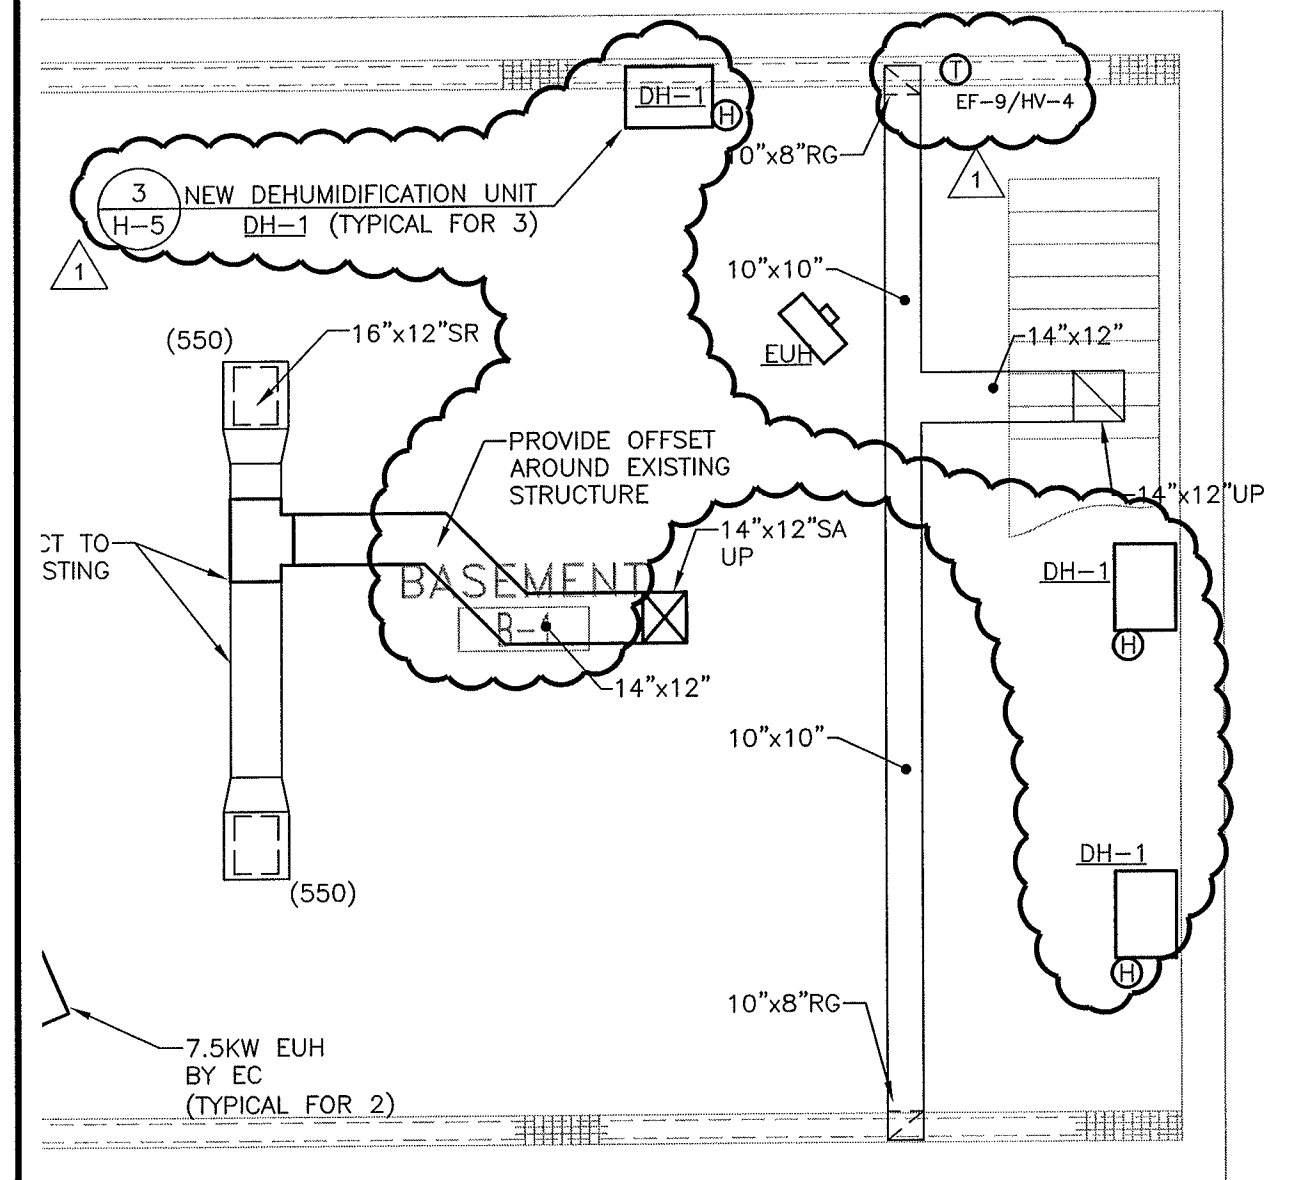 DH-1
H
T
EF-9/HV-4
10"x8"RG
1
3
H-5
NEW DEHUMIDIFICATION UNIT
DH-1 (TYPICAL FOR 3)
1
10"x10"
(550)
16"x12"SR
EUH
14"x12"
PROVIDE OFFSET
AROUND EXISTING
STRUCTURE
14"x12"UP
14"x12"SA
UP
CT TO
STING
BASEMENT
B-1
DH-1
H
14"x12"
10"x10"
DH-1
(550)
H
10"x8"RG
7.5KW EUH
BY EC
(TYPICAL FOR 2)